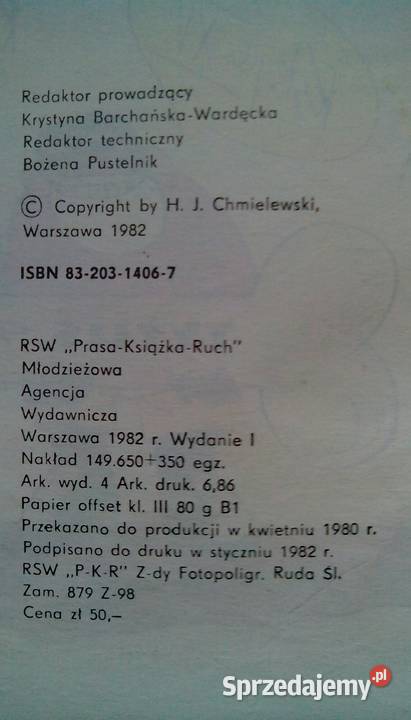 Redaktor prowadzący
Krystyna Barchańska-Wardęcka
Redaktor techniczny
Bożena Pustelnik
© Copyright by H. J. Chmielewski,
Warszawa 1982
ISBN 83-203-1406-7
RSW „Prasa-Książka-Ruch"
Młodzieżowa
Agencja
Wydawnicza
Warszawa 1982 r. Wydanie I
Nakład 149.650+350 egz.
Ark. wyd. 4 Ark. druk. 6,86
Papier offset kl. III 80 g B1
Przekazano do produkcji w kwietniu 1980 r.
Podpisano do druku w styczniu 1982 r.
RSW „P-K-R" Z-dy Fotopoligr. Ruda Śl.
Zam. 879 Z-98
Cena zł 50,—
Sprzedajemy.pl